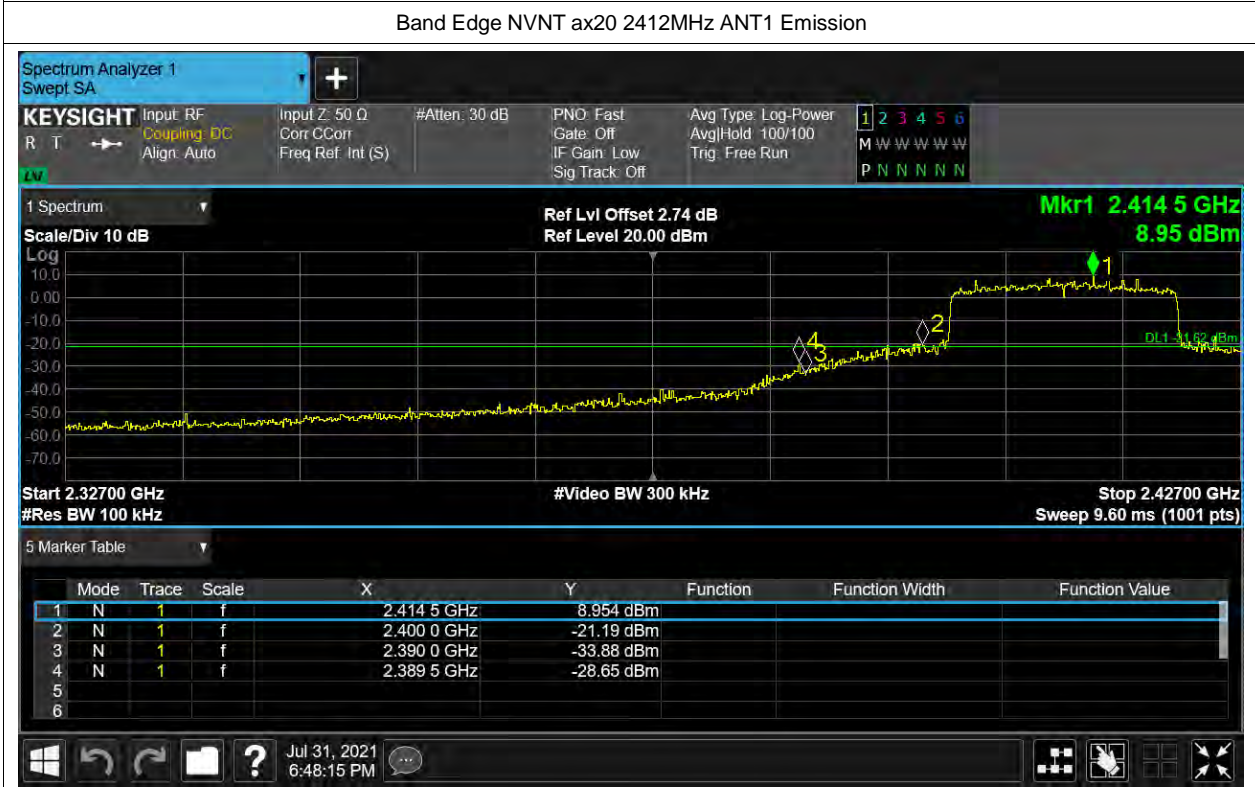 Band Edge NVNT ax20 2412MHz ANT1 Emission
Spectrum Analyzer 1
Swept SA
+
KEYSIGHT
R T
Input: RF
Coupling: DC
Align: Auto
Input Z: 50 Ω
Corr CCorr
Freq Ref: Int (S)
#Atten: 30 dB
PNO: Fast
Gate: Off
IF Gain: Low
Sig Track: Off
Avg Type: Log-Power
Avg|Hold: 100/100
Trig: Free Run
1 2 3 4 5 6
M W W W W W
P N N N N N
1 Spectrum
Scale/Div 10 dB
Log
Ref Lvl Offset 2.74 dB
Ref Level 20.00 dBm
Mkr1 2.414 5 GHz
8.95 dBm
10.0
0.00
-10.0
-20.0
-30.0
-40.0
-50.0
-60.0
-70.0
1
2
4
3
DL1 -21.62 dBm
Start 2.32700 GHz
#Res BW 100 kHz
#Video BW 300 kHz
Stop 2.42700 GHz
Sweep 9.60 ms (1001 pts)
5 Marker Table
Mode Trace Scale X Y Function Function Width Function Value
1 N 1 f 2.414 5 GHz 8.954 dBm
2 N 1 f 2.400 0 GHz -21.19 dBm
3 N 1 f 2.390 0 GHz -33.88 dBm
4 N 1 f 2.389 5 GHz -28.65 dBm
5
6
?
Jul 31, 2021
6:48:15 PM